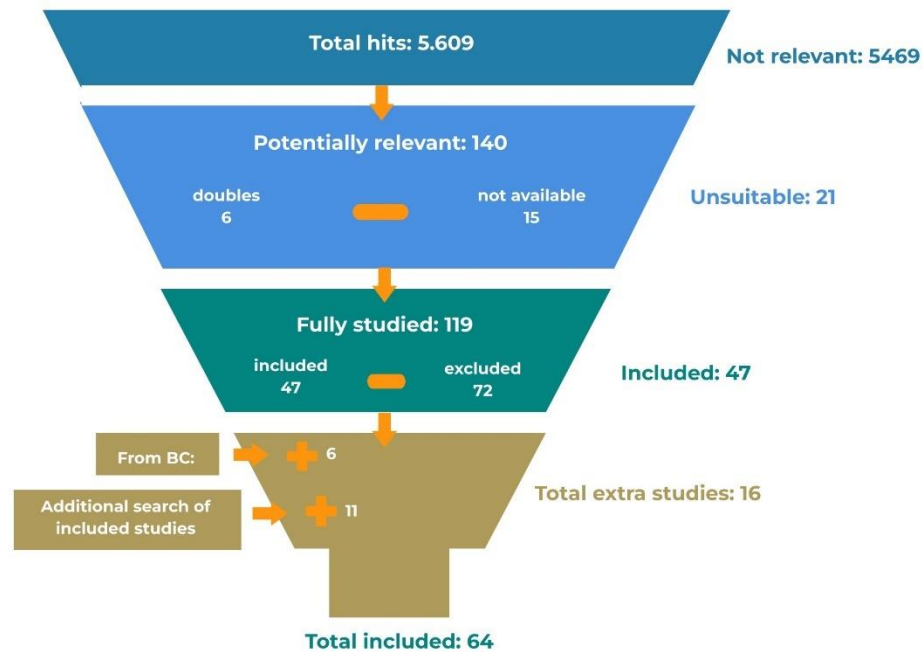 Total hits: 5.609
Not relevant: 5469
Potentially relevant: 140
doubles
6
not available
15
Unsuitable: 21
Fully studied: 119
included
47
excluded
72
Included: 47
From BC:
6
Additional search of
included studies
11
Total extra studies: 16
Total included: 64